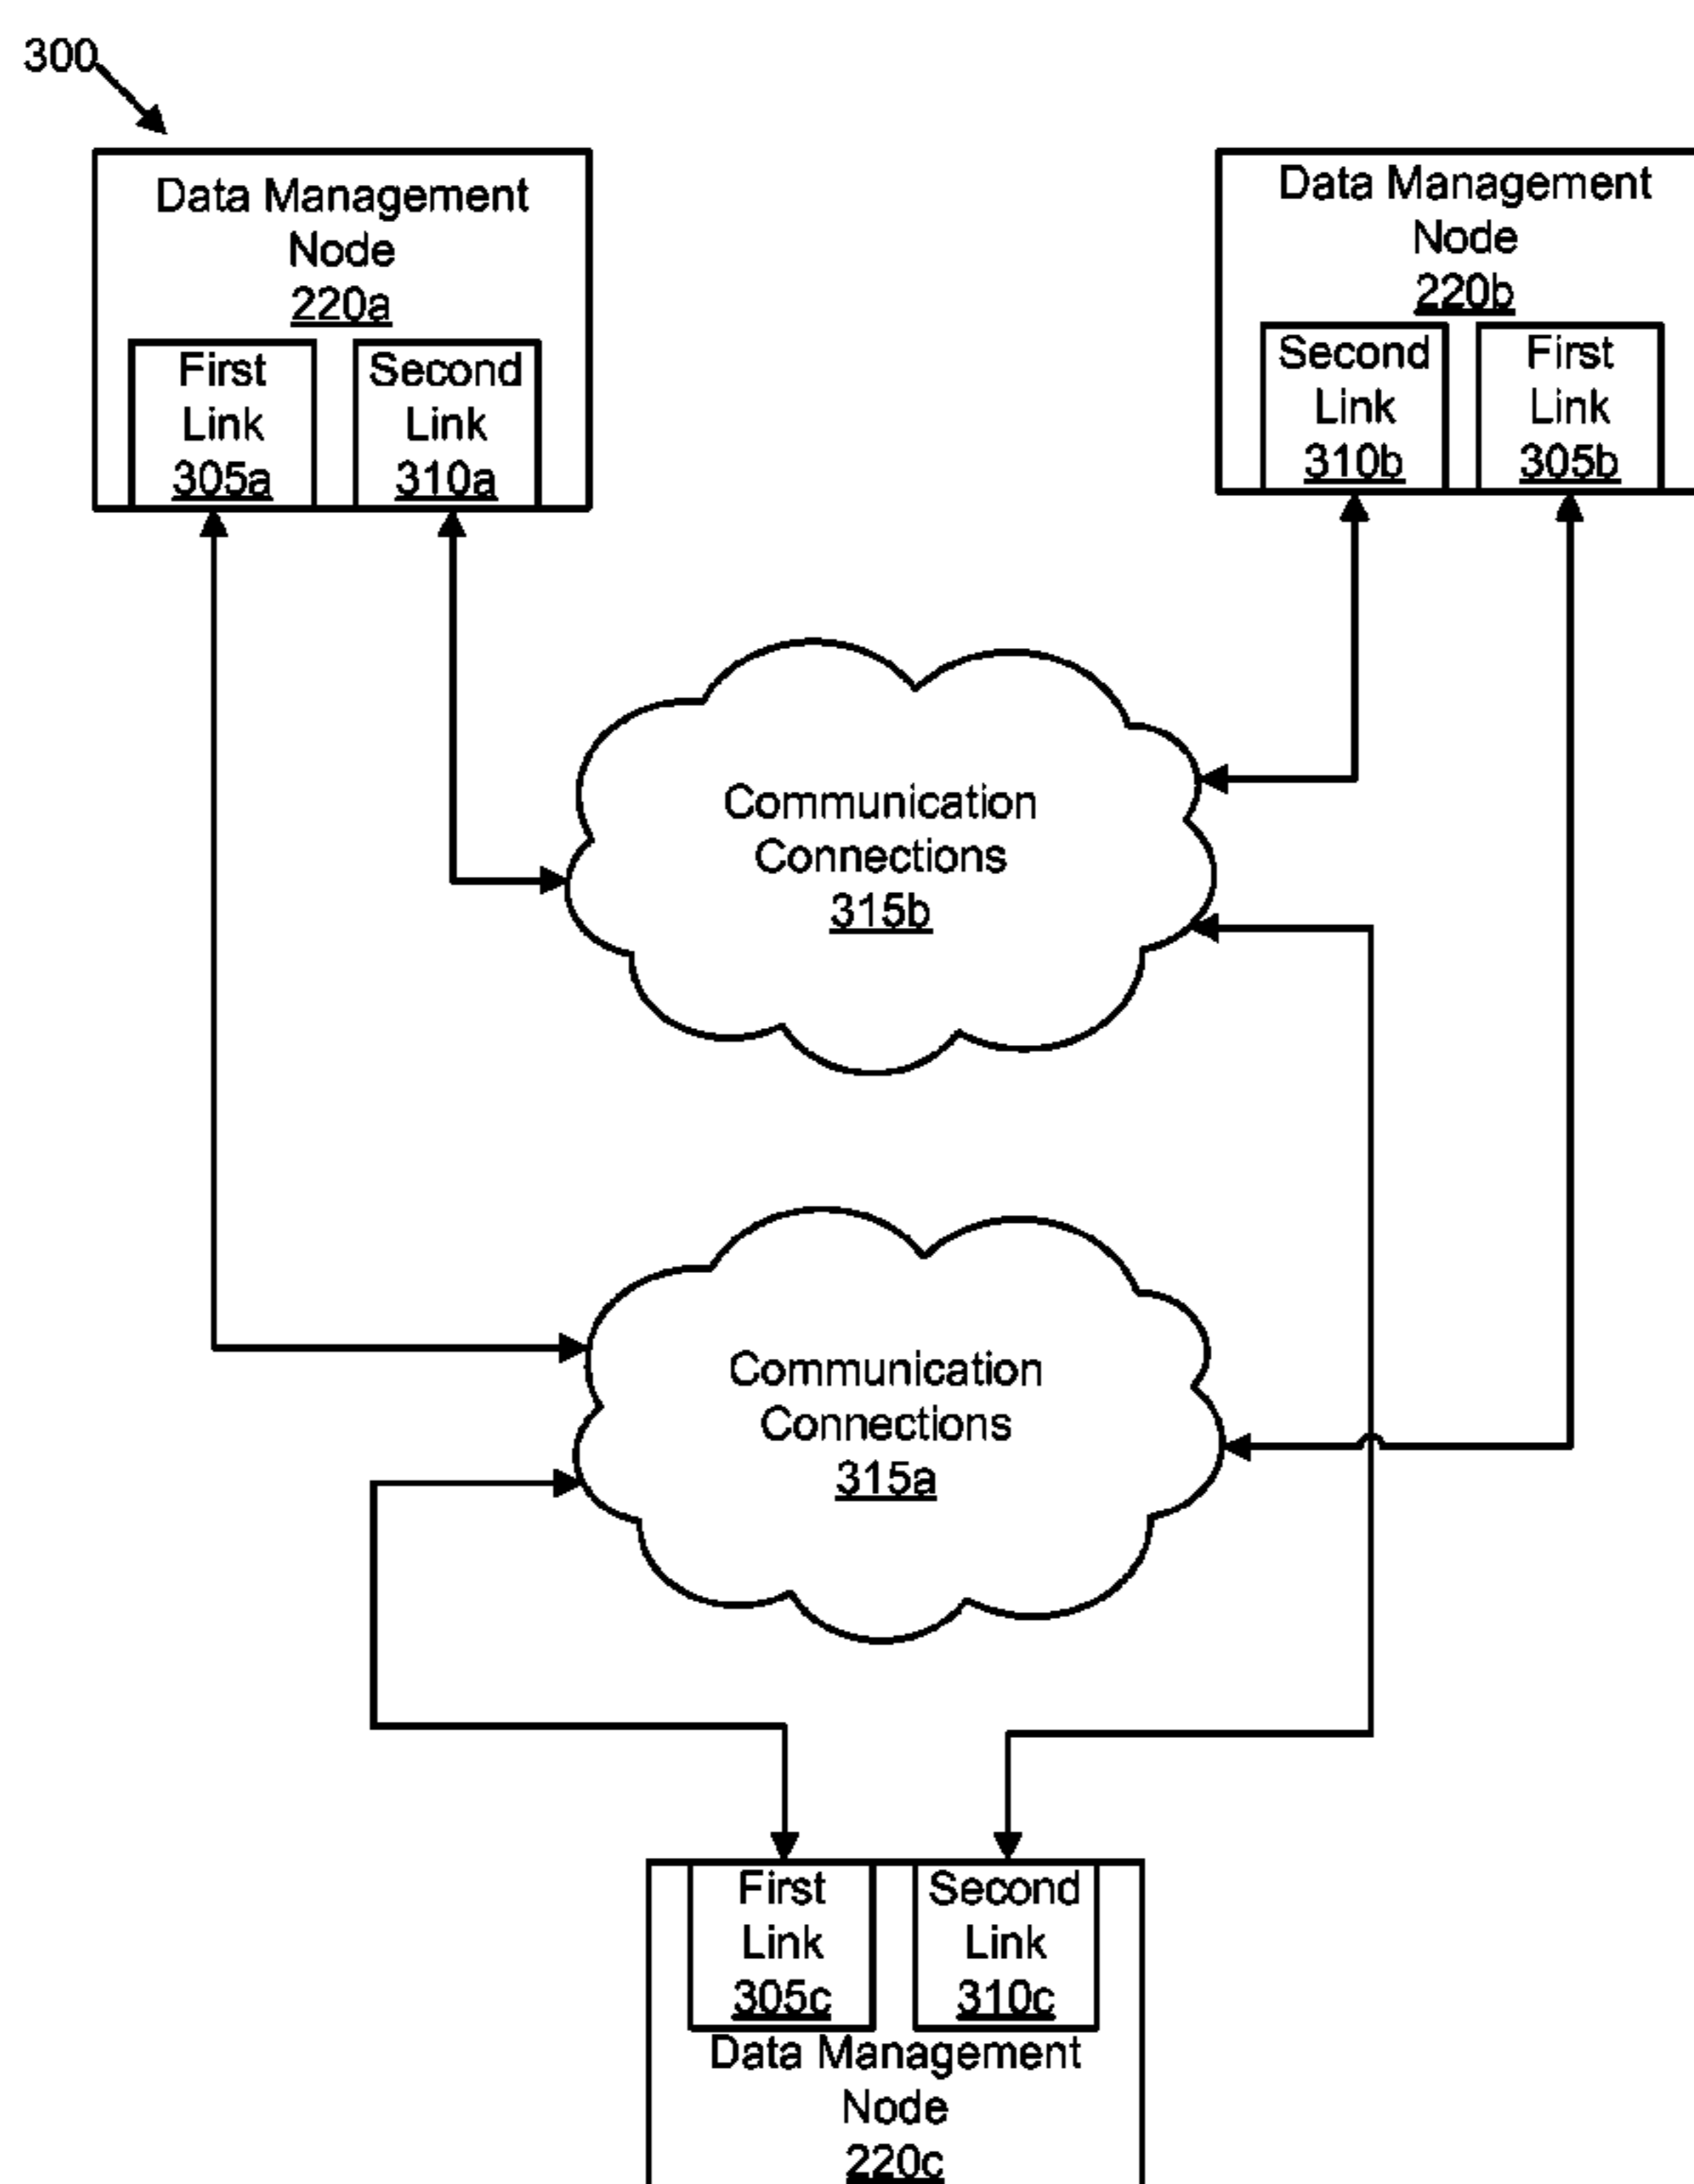 300
Data Management
Node
220a
First
Link
305a
Second
Link
310a
Data Management
Node
220b
Second
Link
310b
First
Link
305b
Communication
Connections
315b
Communication
Connections
315a
First
Link
305c
Second
Link
310c
Data Management
Node
220c